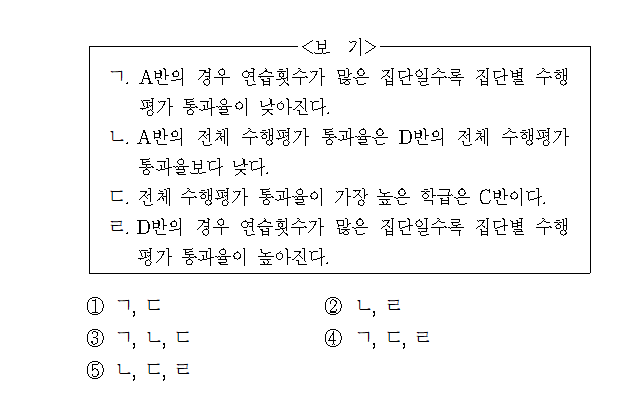 <보 기>
ㄱ. A반의 경우 연습횟수가 많은 집단일수록 집단별 수행
평가 통과율이 낮아진다.
ㄴ. A반의 전체 수행평가 통과율은 D반의 전체 수행평가
통과율보다 낮다.
ㄷ. 전체 수행평가 통과율이 가장 높은 학급은 C반이다.
ㄹ. D반의 경우 연습횟수가 많은 집단일수록 집단별 수행
평가 통과율이 높아진다.
① ㄱ, ㄷ ② ㄴ, ㄹ
③ ㄱ, ㄴ, ㄷ ④ ㄱ, ㄷ, ㄹ
⑤ ㄴ, ㄷ, ㄹ